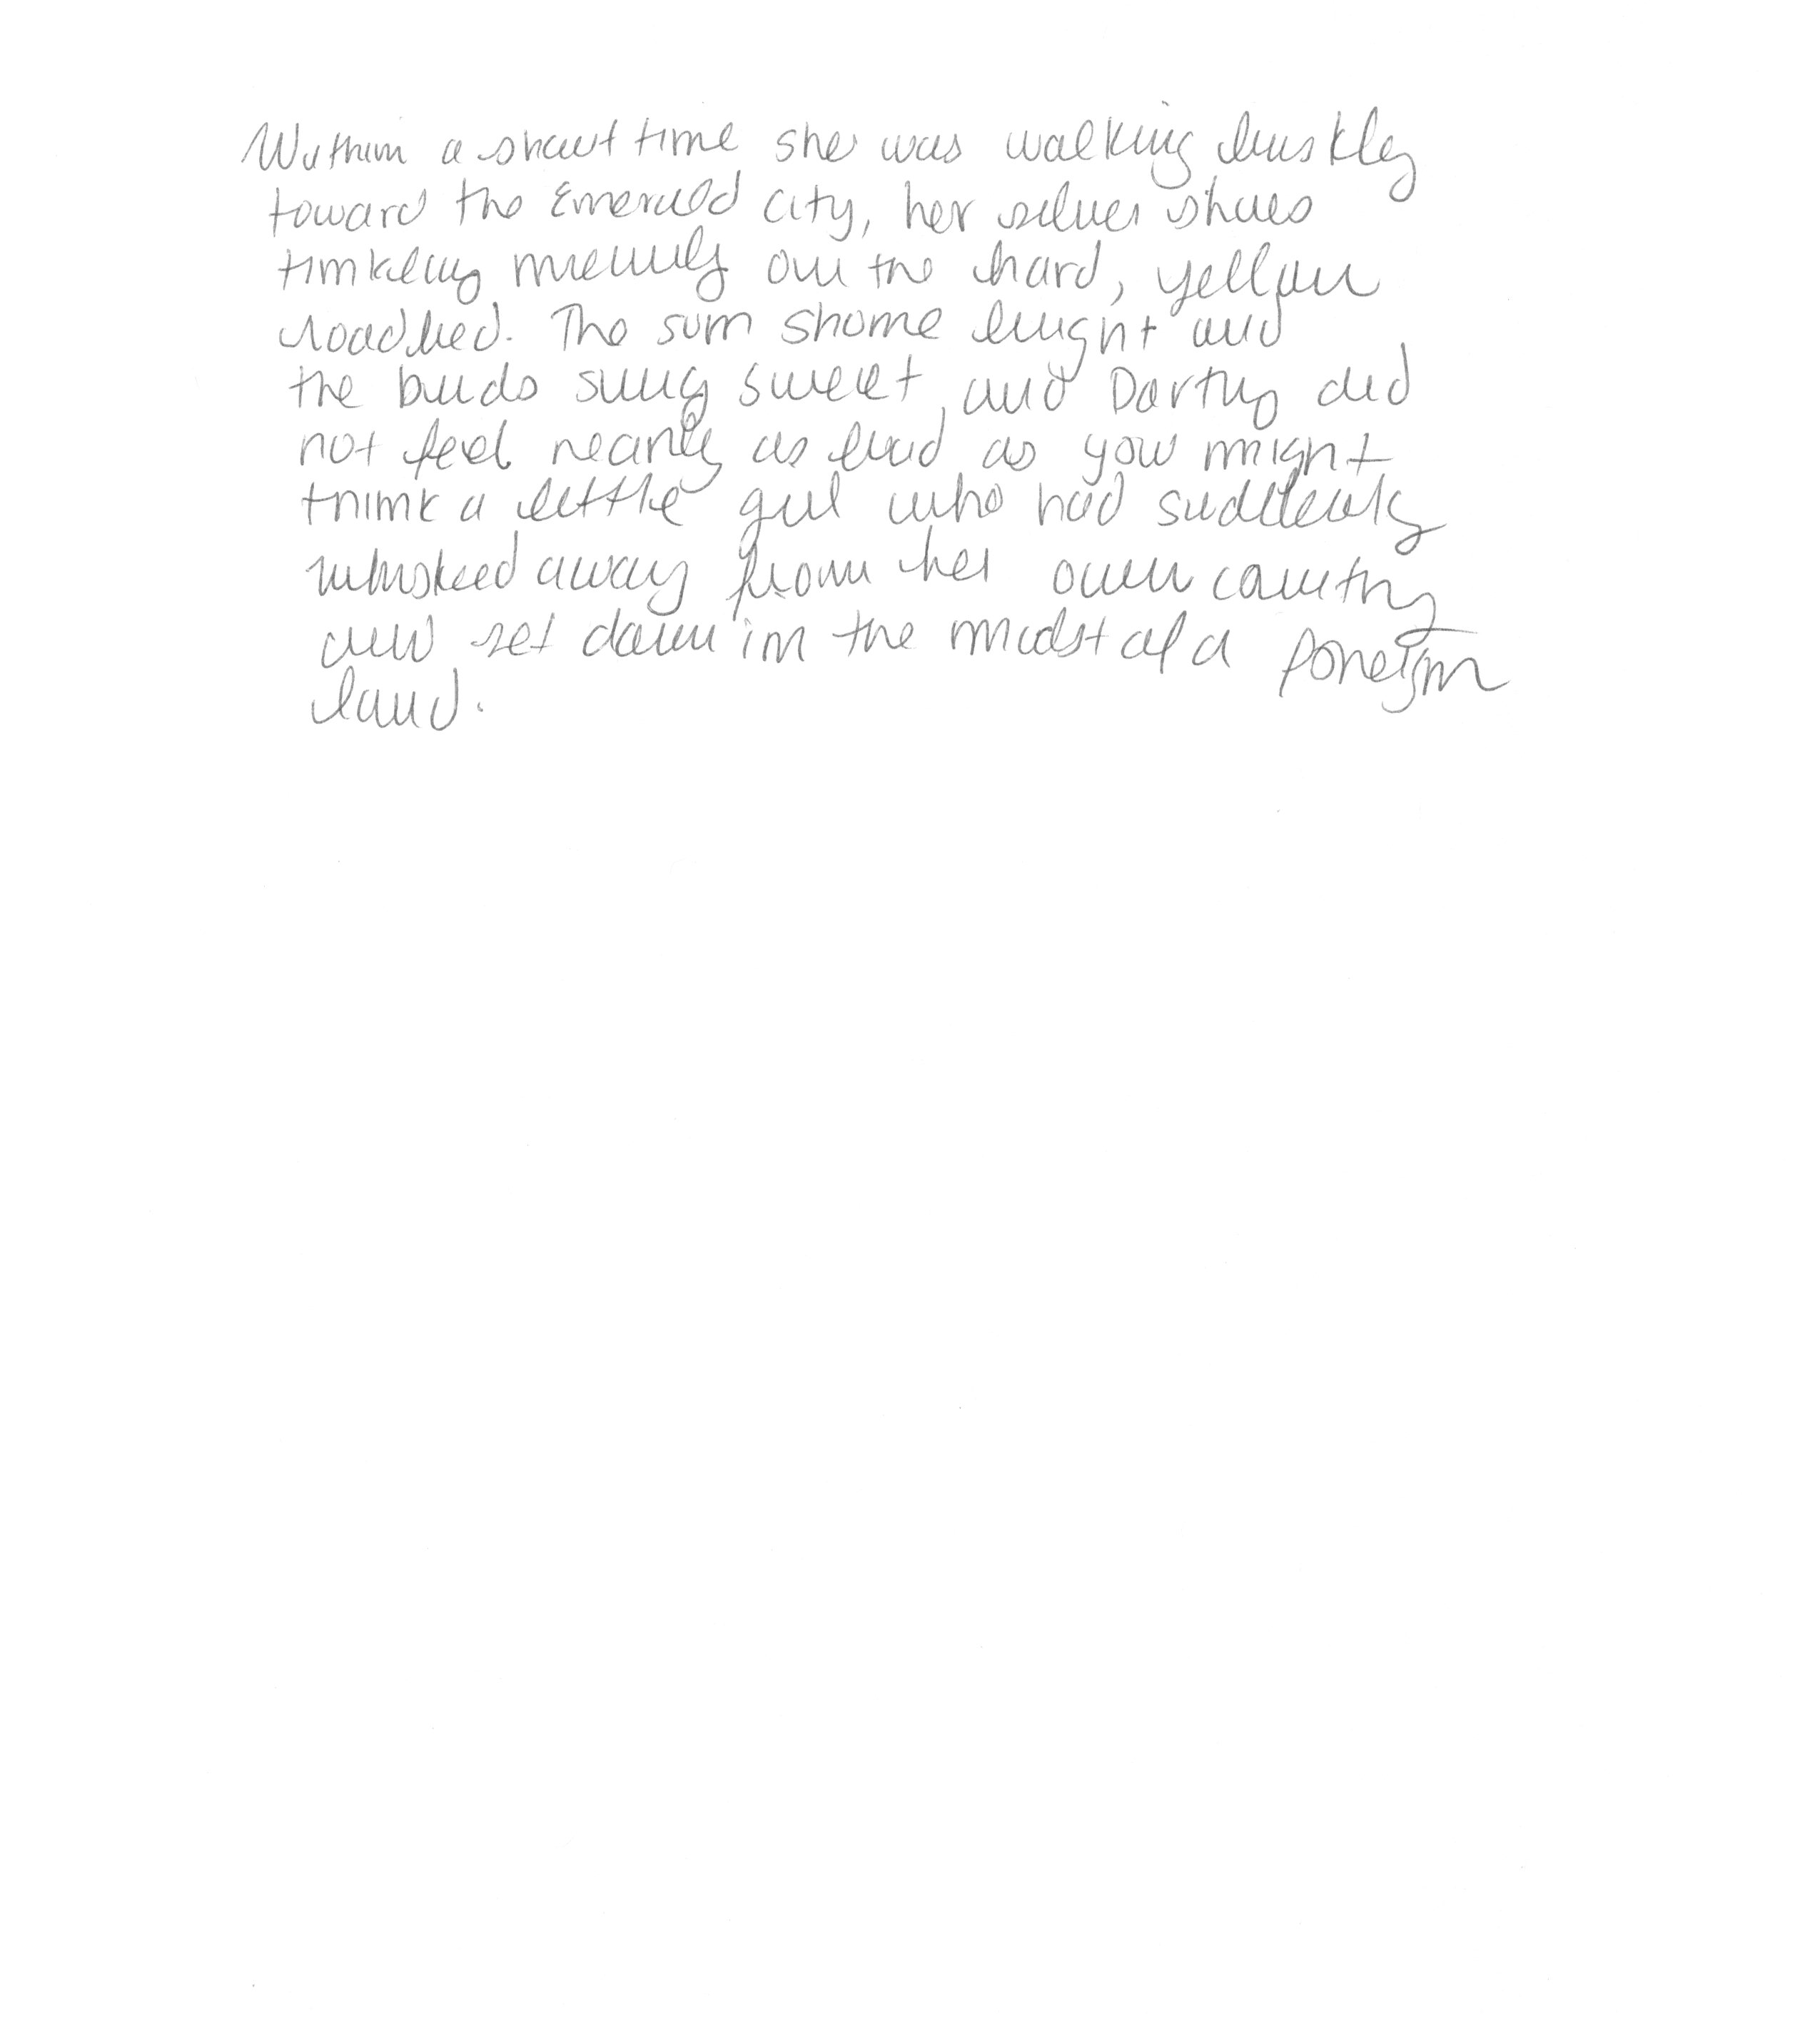 Within a short time she was walking briskly
toward the Emerald City, her silver shoes
tinkling merrily on the hard, yellow
roadbed. The sun shone bright and
the birds sung sweet, and Dorthy did
not feel nearly as bad as you might
think a little girl who had suddenly
whisked away from her own country
and set down in the midst of a foreign
land.